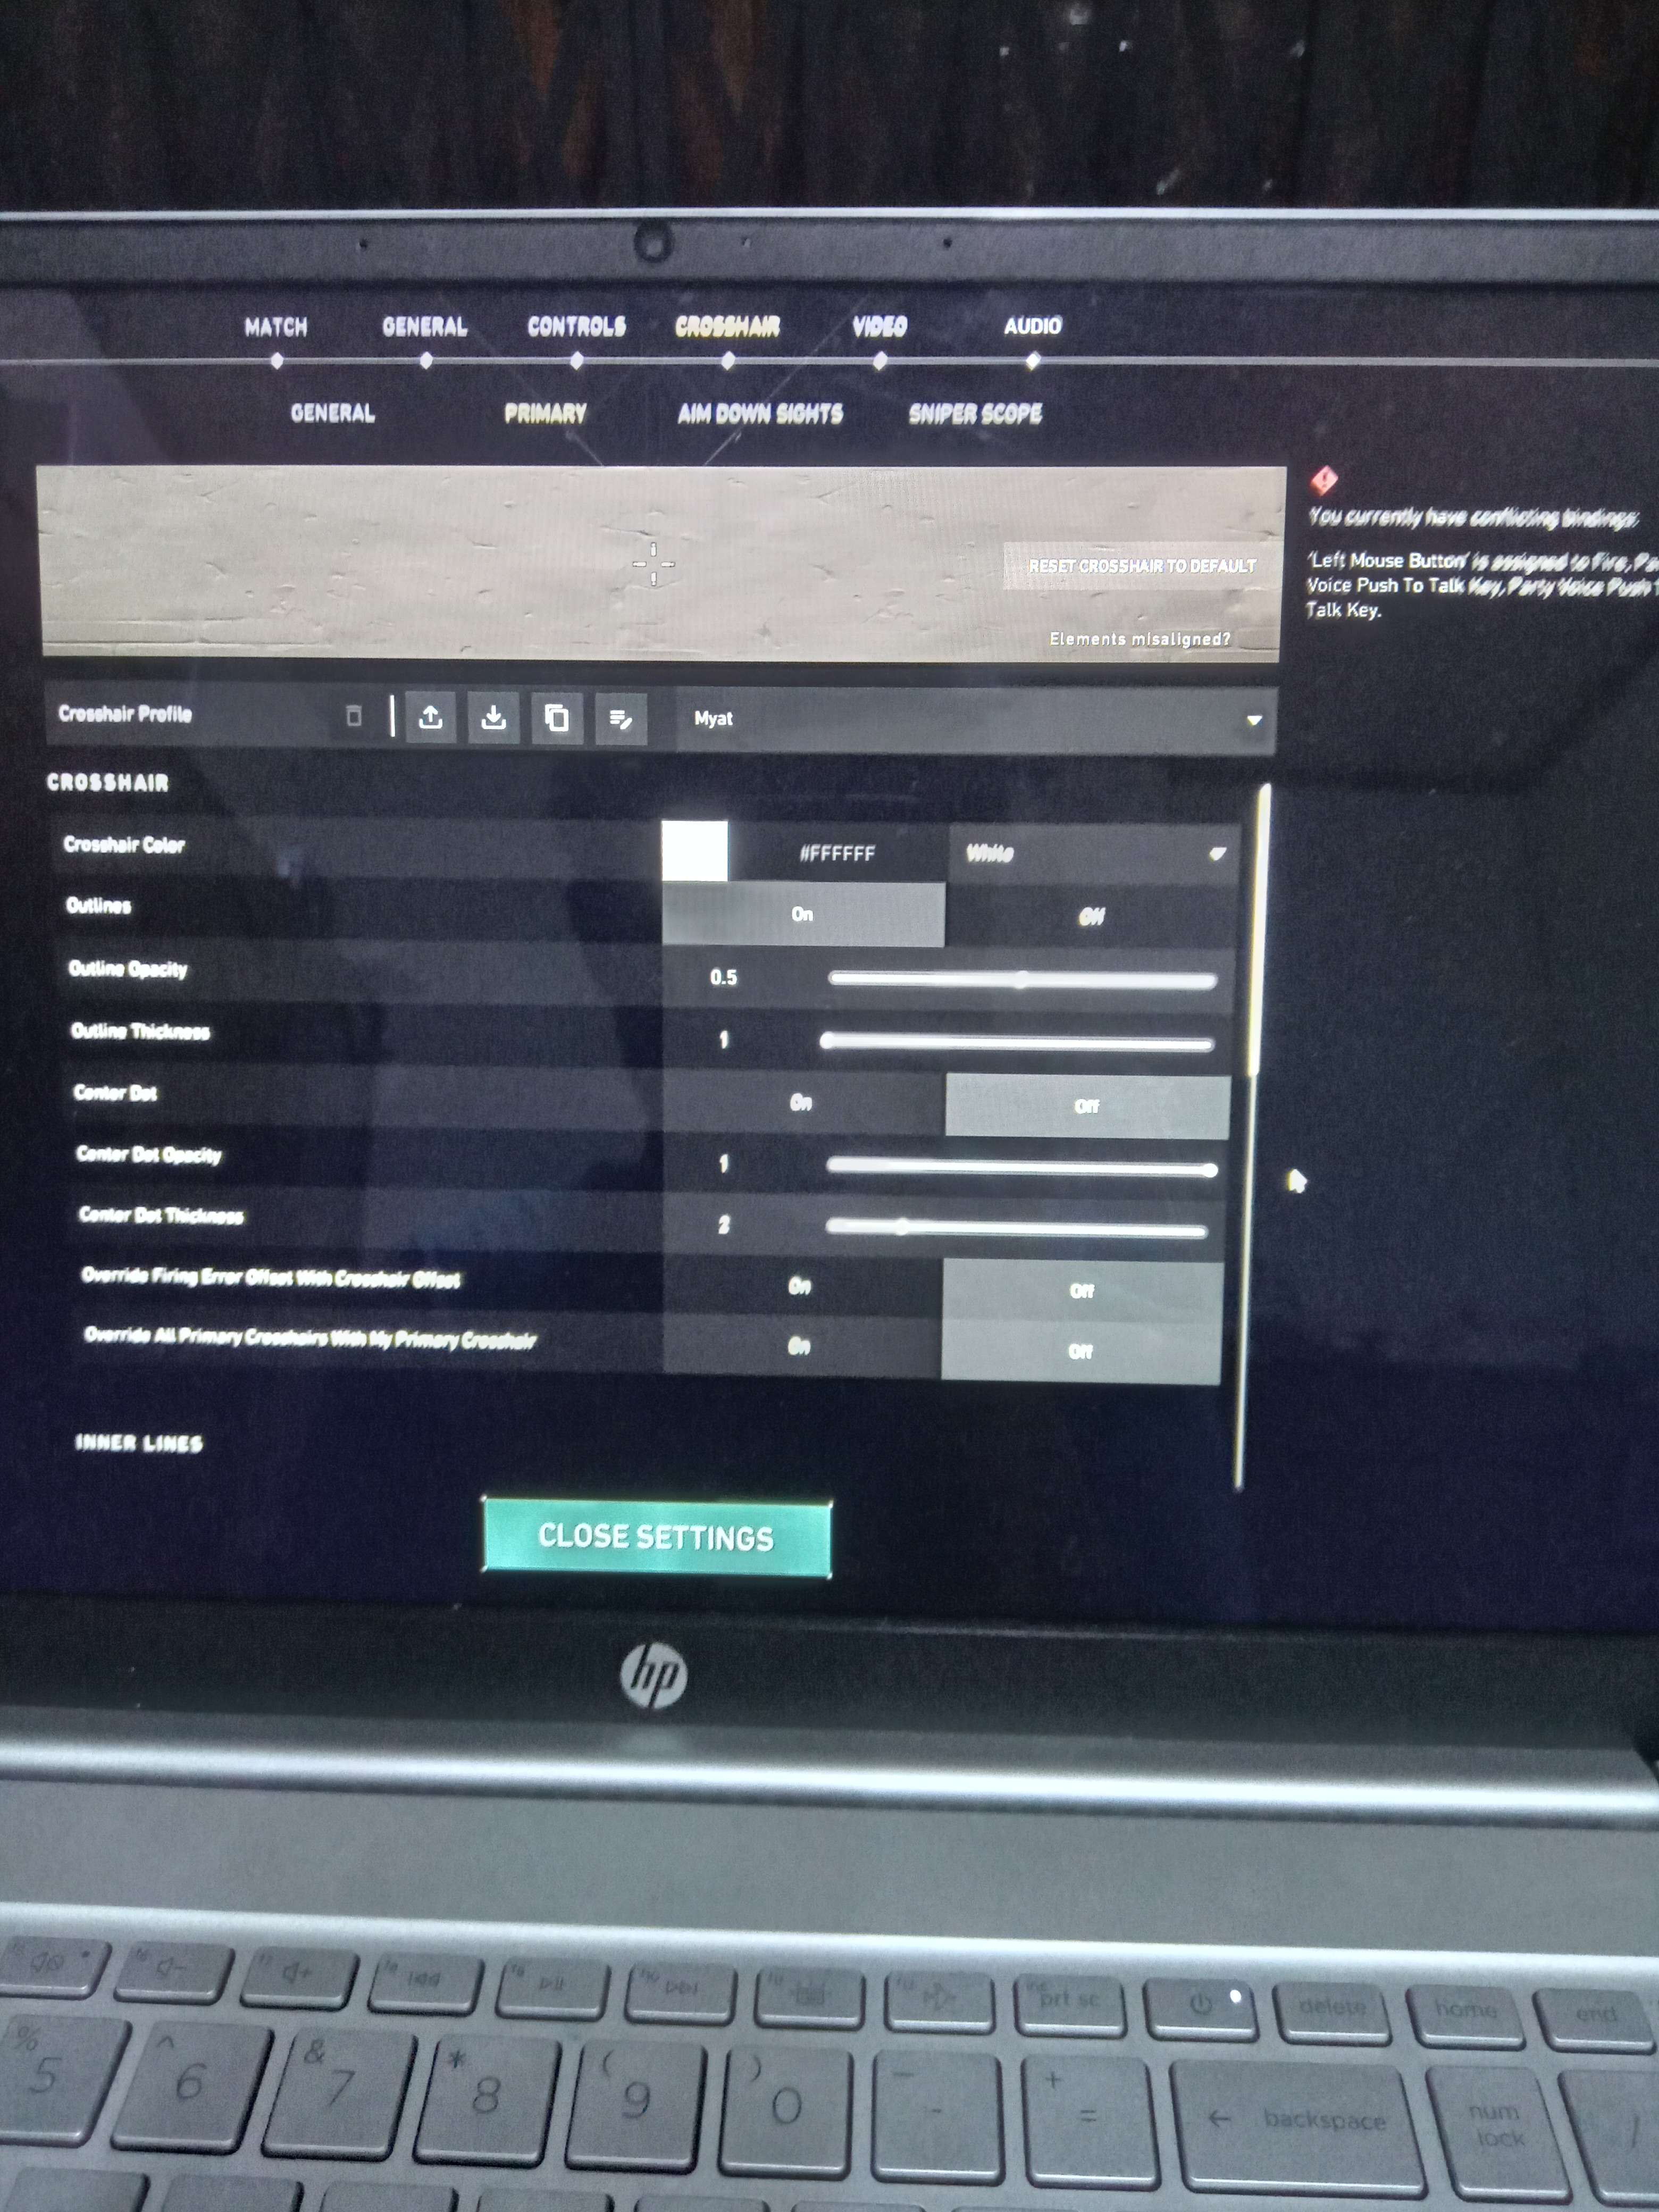 MATCH GENERAL CONTROLS CROSSHAIR VIDEO AUDIO
GENERAL PRIMARY AIM DOWN SIGHTS SNIPER SCOPE
RESET CROSSHAIR TO DEFAULT
Elements misaligned?
You currently have conflicting bindings:
'Left Mouse Button' is assigned to Fire,
Voice Push To Talk Key, Party Voice Push
Talk Key.
Crosshair Profile Myat
CROSSHAIR
Crosshair Color #FFFFFF White
Outlines On Off
Outline Opacity 0.5
Outline Thickness 1
Center Dot On Off
Center Dot Opacity 1
Center Dot Thickness 2
Override Firing Error Offset With Crosshair Offset On Off
Override All Primary Crosshairs With My Primary Crosshair On Off
INNER LINES
CLOSE SETTINGS
hp
prt sc delete home end
% 5 ^ 6 & 7 * 8 ( 9 ) 0 - + = ← backspace num lock /